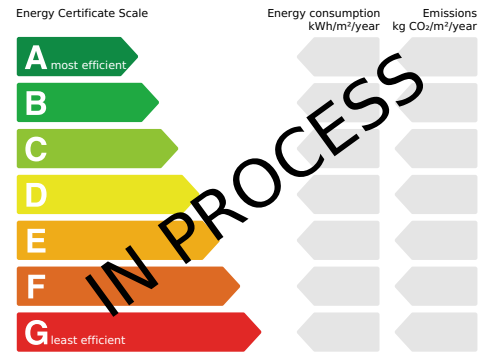 Energy Certificate Scale
Energy consumption
kWh/m²/year
Emissions
kg CO₂/m²/year
A most efficient
B
C
D
E
F
G least efficient
IN PROCESS